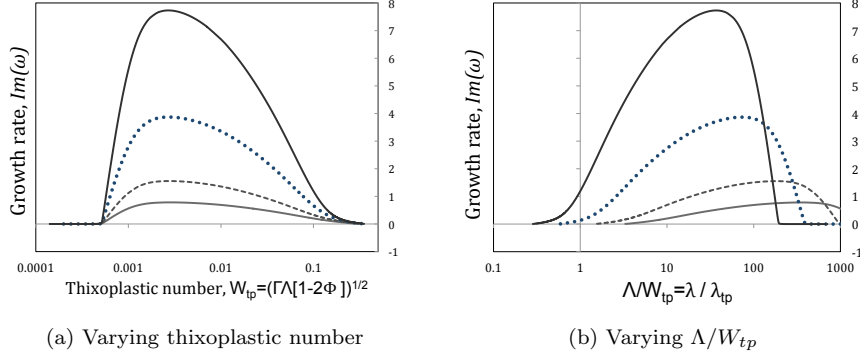 Growth rate, Im(ω)
8
7
6
5
4
3
2
1
0
-1
0.0001 0.001 0.01 0.1
Thixoplastic number, Wtp=(ΓΛ[1-2Φ ])1/2
(a) Varying thixoplastic number
Growth rate, Im(ω)
8
7
6
5
4
3
2
1
0
-1
0.1 1 10 100 1000
Λ/Wtp=λ / λtp
(b) Varying Λ/Wtp